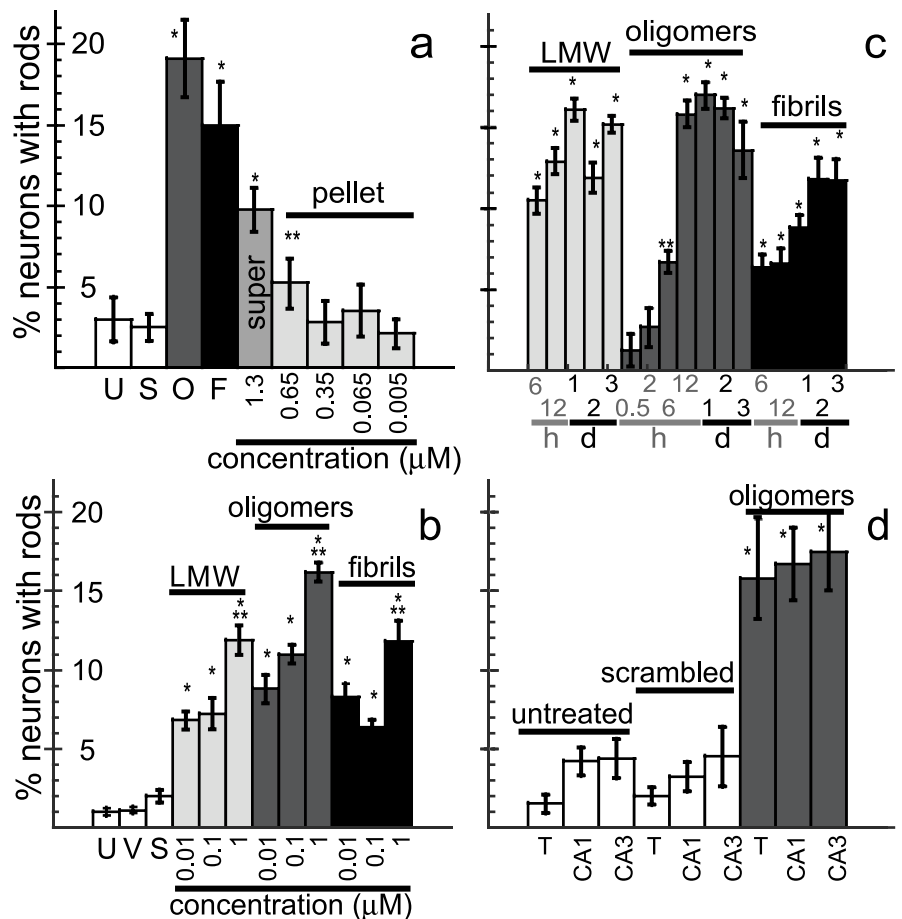 a
% neurons with rods
20
15
10
5
*
*
*
**
pellet
super
U S O F 1.3 0.65 0.35 0.065 0.005
concentration (μM)
c
LMW
oligomers
fibrils
* * * * *
** * * * *
* * * * *
6 1 3 2 12 2 6 1 3
12 2 0.5 6 1 3 12 2
h d h d h d
b
% neurons with rods
20
15
10
5
LMW
oligomers
fibrils
* * * **
* * * **
* * * **
U V S 0.01 0.1 1 0.01 0.1 1 0.01 0.1 1
concentration (μM)
d
untreated
scrambled
oligomers
* * *
T CA1 CA3 T CA1 CA3 T CA1 CA3